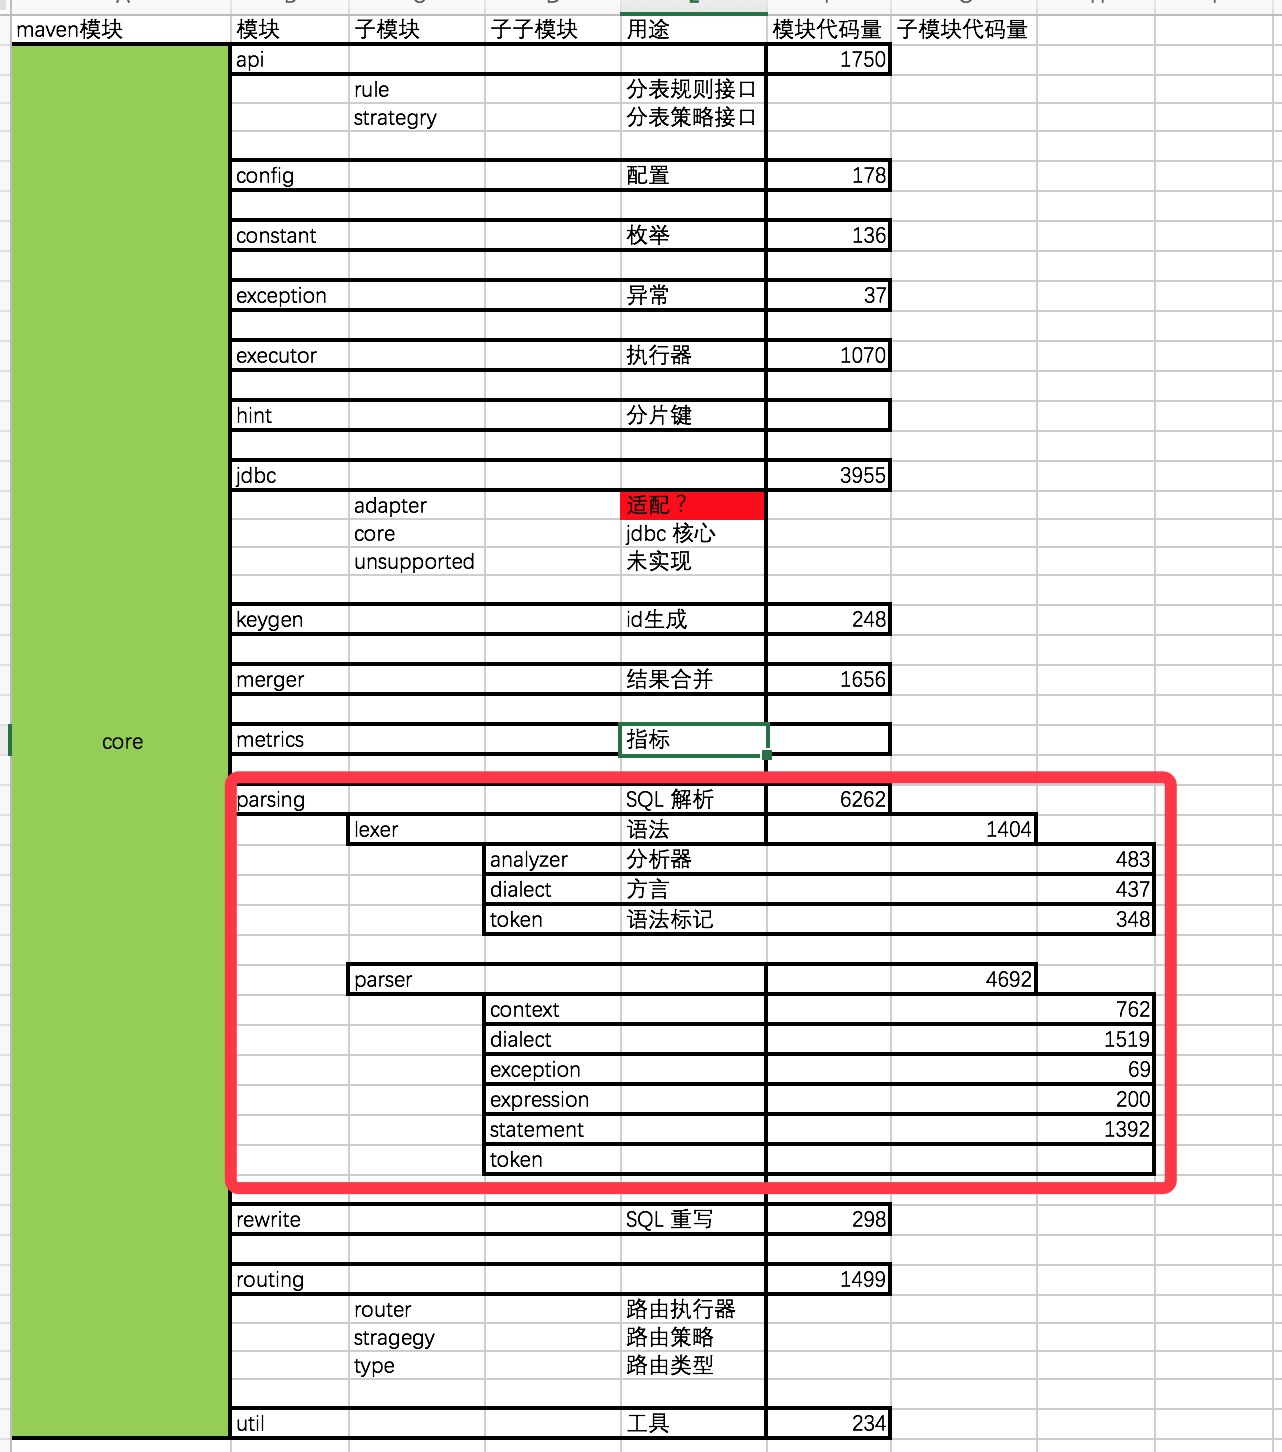 maven模块 模块 子模块 子子模块 用途 模块代码量 子模块代码量
api 1750
rule 分表规则接口
strategry 分表策略接口
config 配置 178
constant 枚举 136
exception 异常 37
executor 执行器 1070
hint 分片键
jdbc 3955
adapter 适配？
core jdbc 核心
unsupported 未实现
keygen id生成 248
merger 结果合并 1656
core metrics 指标
parsing SQL 解析 6262
lexer 语法 1404
analyzer 分析器 483
dialect 方言 437
token 语法标记 348
parser 4692
context 762
dialect 1519
exception 69
expression 200
statement 1392
token
rewrite SQL 重写 298
routing 1499
router 路由执行器
stragegy 路由策略
type 路由类型
util 工具 234